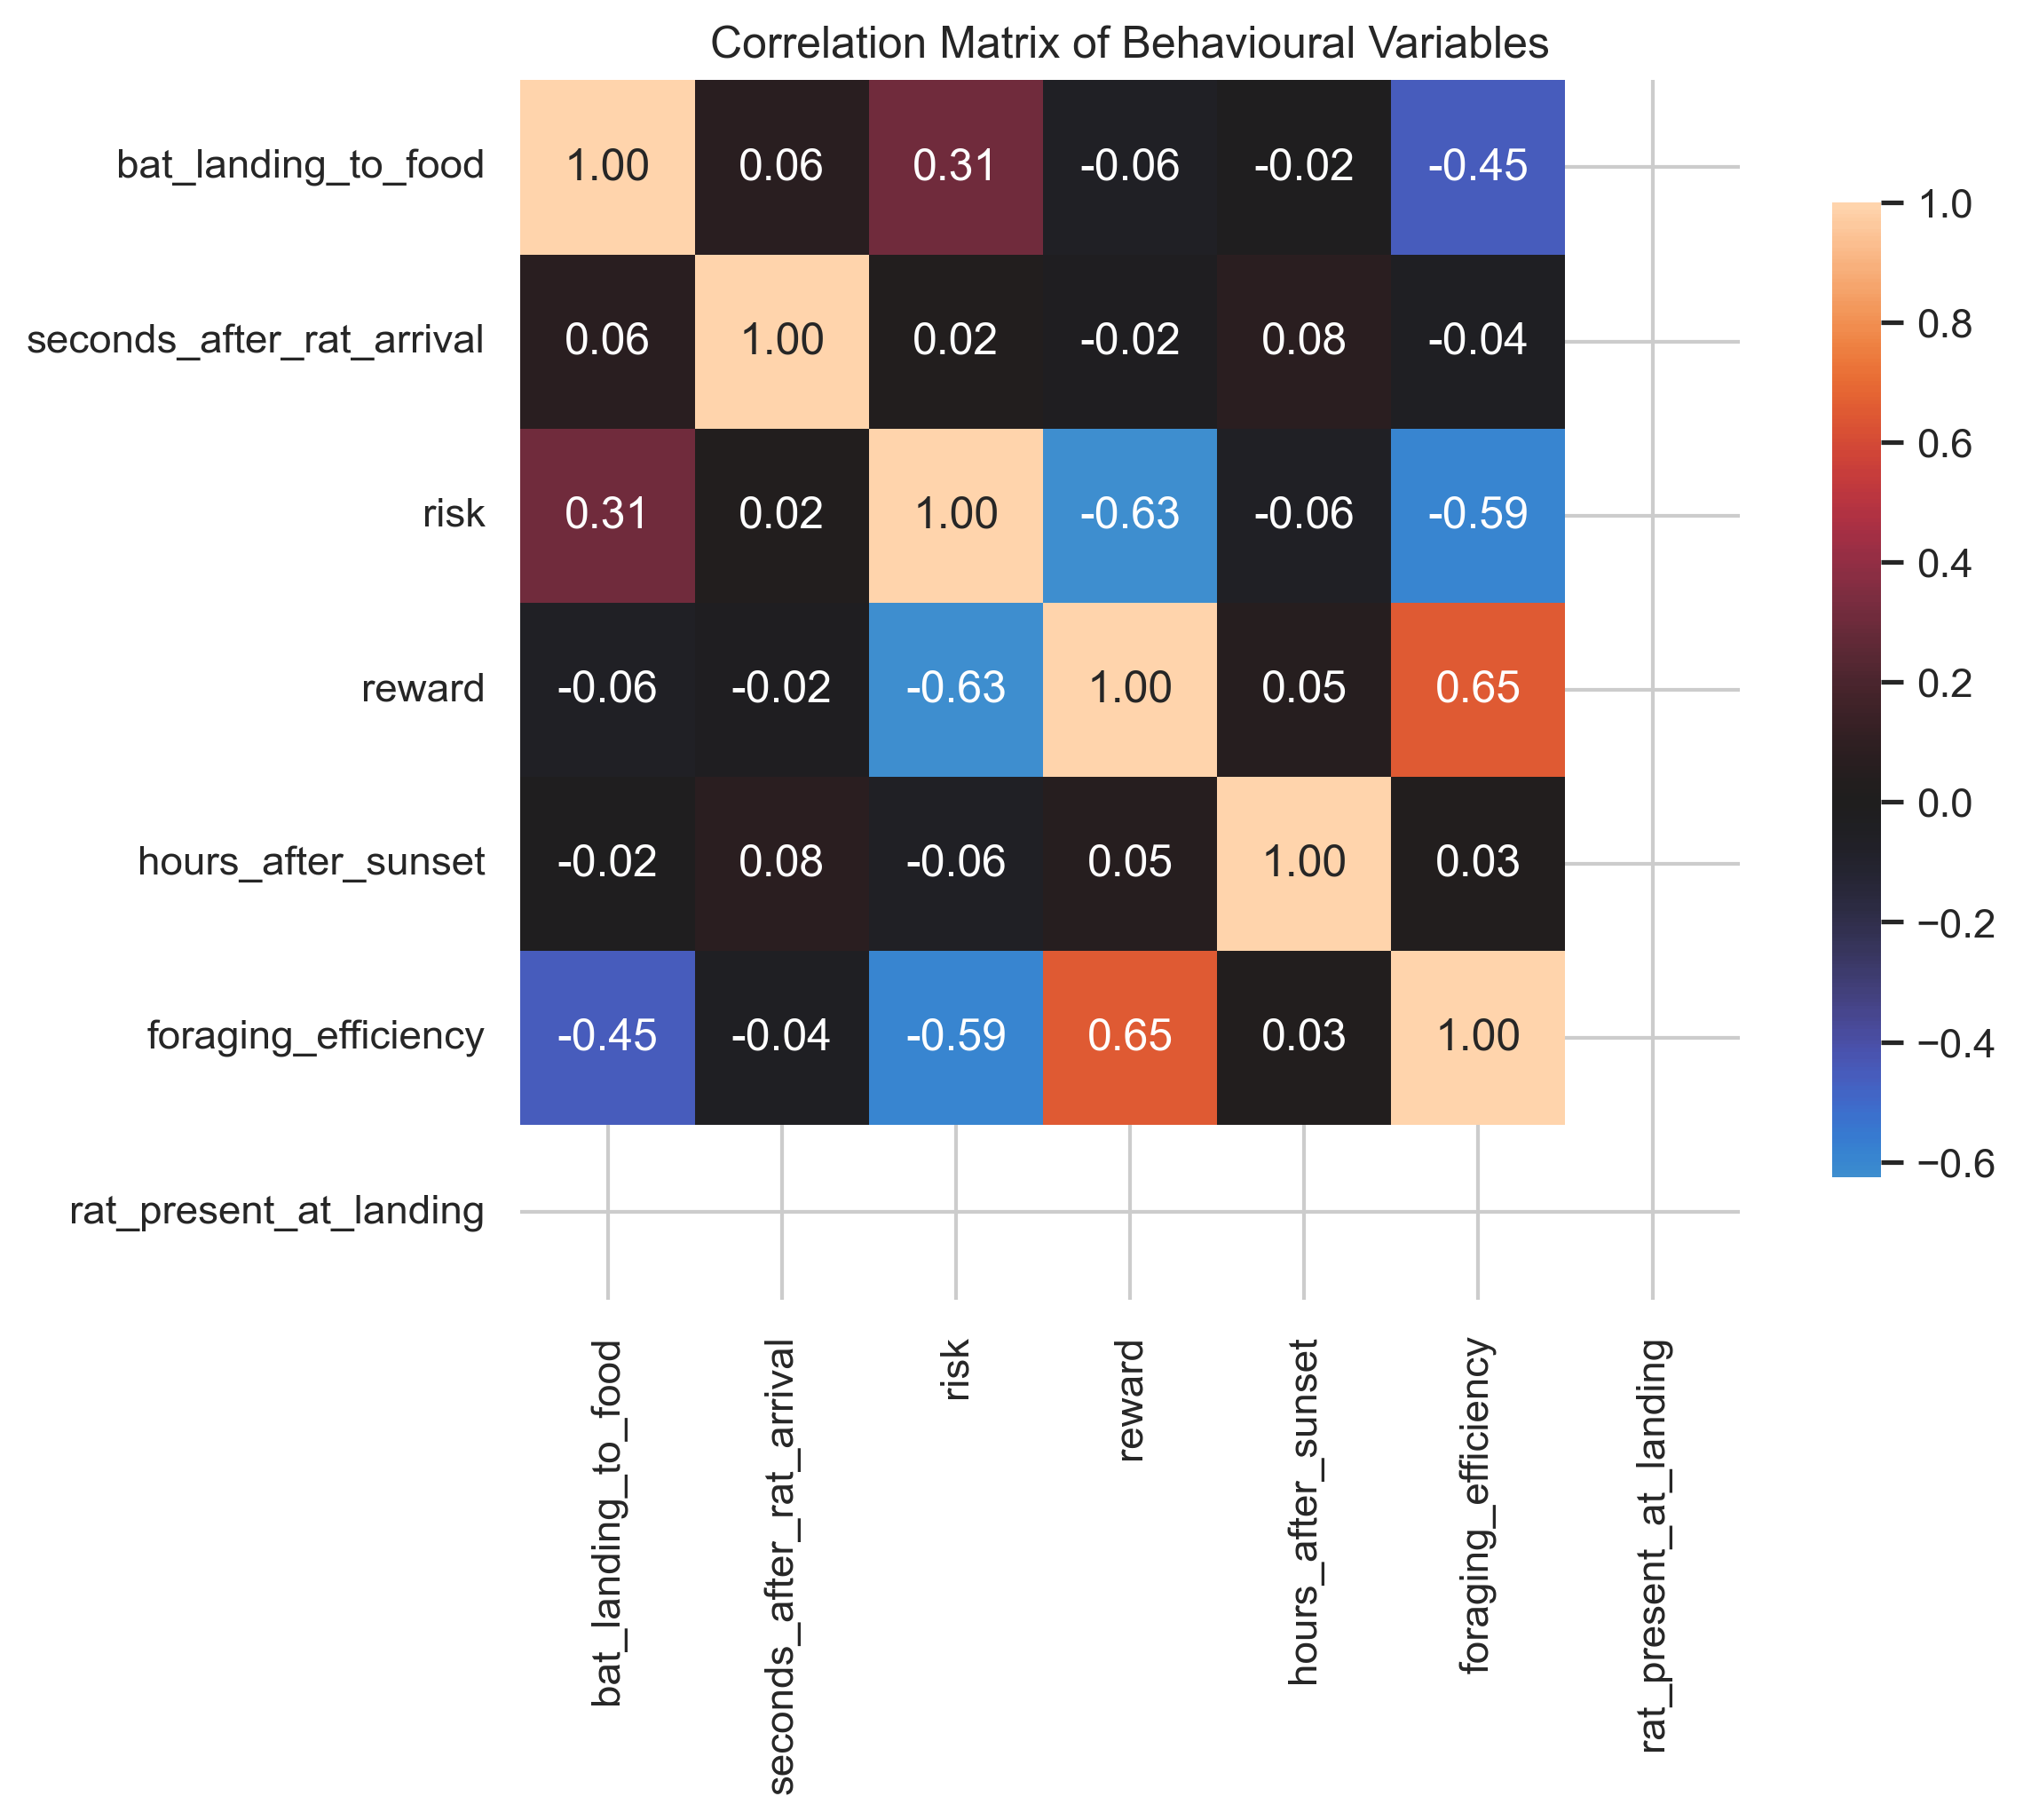 Correlation Matrix of Behavioural Variables
bat_landing_to_food 1.00 0.06 0.31 -0.06 -0.02 -0.45
seconds_after_rat_arrival 0.06 1.00 0.02 -0.02 0.08 -0.04
risk 0.31 0.02 1.00 -0.63 -0.06 -0.59
reward -0.06 -0.02 -0.63 1.00 0.05 0.65
hours_after_sunset -0.02 0.08 -0.06 0.05 1.00 0.03
foraging_efficiency -0.45 -0.04 -0.59 0.65 0.03 1.00
rat_present_at_landing
bat_landing_to_food
seconds_after_rat_arrival
risk
reward
hours_after_sunset
foraging_efficiency
rat_present_at_landing
1.0
0.8
0.6
0.4
0.2
0.0
−0.2
−0.4
−0.6